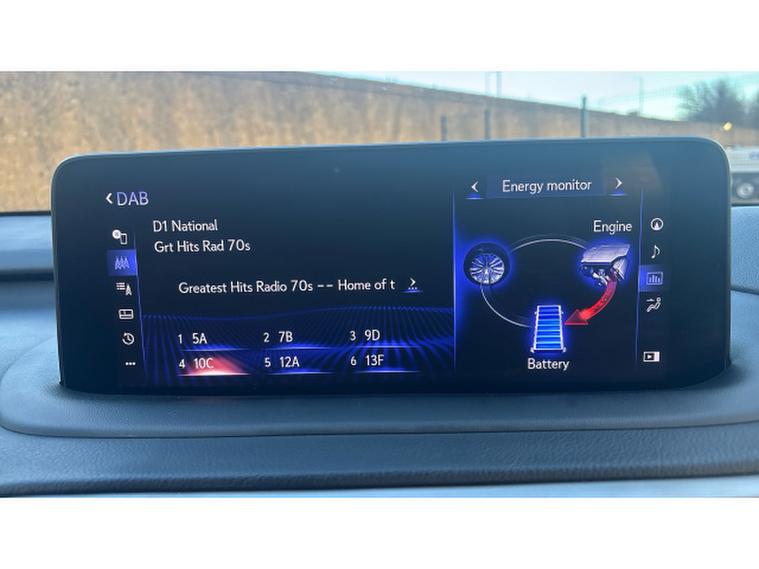 DAB
D1 National
Grt Hits Rad 70s
Greatest Hits Radio 70s -- Home of t ...
1 5A 2 7B 3 9D
4 10C 5 12A 6 13F
Energy monitor
Engine
Battery